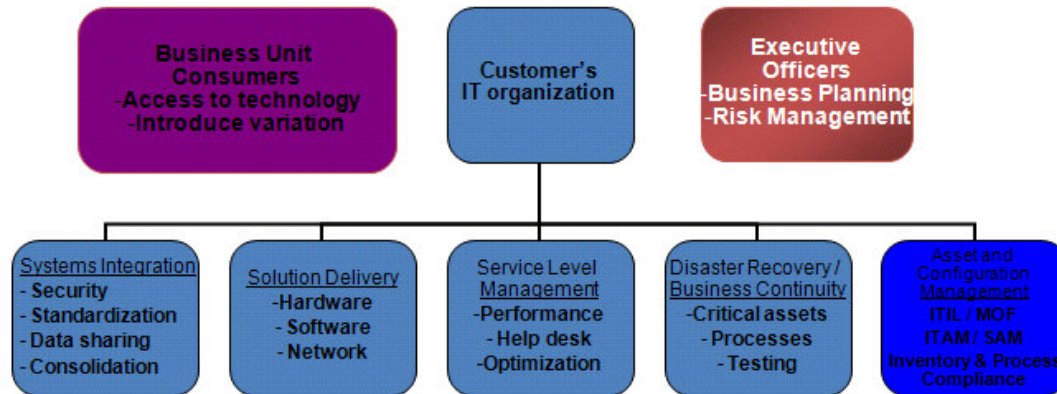 Business Unit
Consumers
-Access to technology
-Introduce variation
Customer's
IT organization
Executive
Officers
-Business Planning
-Risk Management
Systems Integration
- Security
- Standardization
- Data sharing
- Consolidation
Solution Delivery
-Hardware
- Software
- Network
Service Level
Management
-Performance
- Help desk
-Optimization
Disaster Recovery /
Business Continuity
-Critical assets
- Processes
- Testing
Asset and
Configuration
Management
ITIL / MOF
ITAM / SAM
Inventory & Process
Compliance